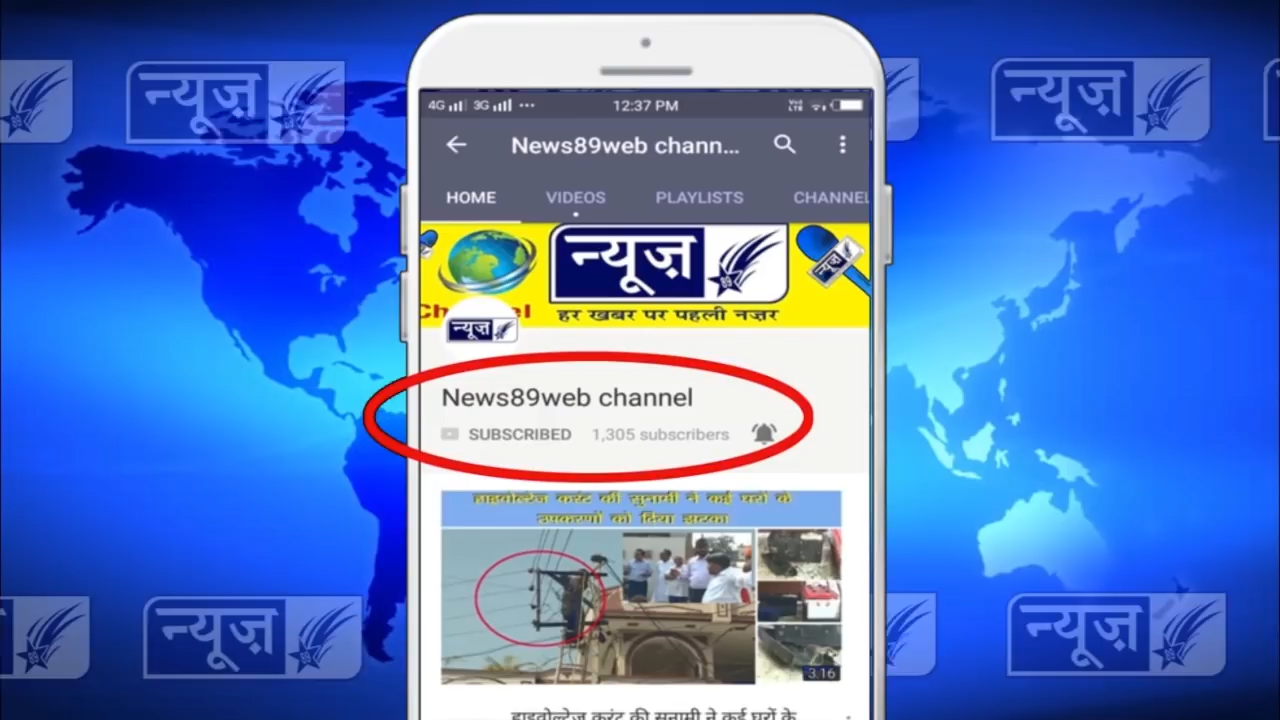 न्यूज़
न्यूज़
4G 3G ... 12:37 PM VoLTE
News89web chann...
HOME VIDEOS PLAYLISTS CHANNEL
न्यूज़
न्यूज़
हर खबर पर पहली नज़र
न्यूज़
News89web channel
SUBSCRIBED 1,305 subscribers
हाइवोल्टेज करंट की सुनामी ने कई घरों के
उपकरणों को दिया झटका
3:16
न्यूज़
न्यूज़
हाइवोल्टेज करंट की सुनामी ने कई घरों के